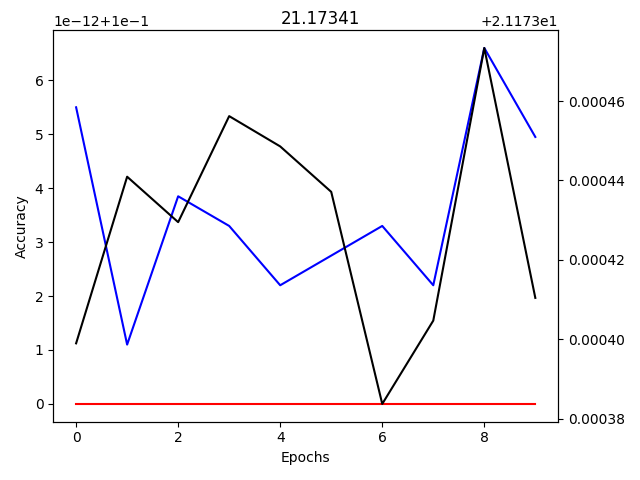 21.17341
1e-12+1e-1
+2.1173e1
6
5
4
3
2
1
0
Accuracy
0.00046
0.00044
0.00042
0.00040
0.00038
0 2 4 6 8
Epochs